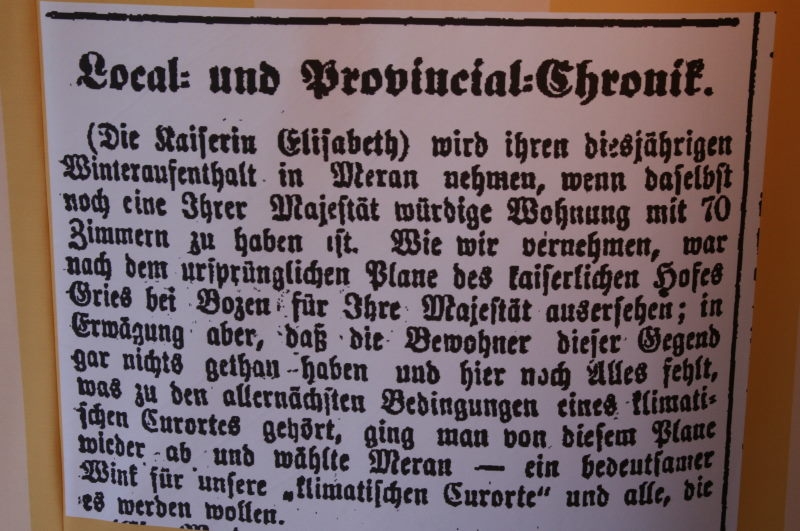 Local- und Provincial-Chronik.
(Die Kaiserin Elisabeth) wird ihren diesjährigen
Winteraufenthalt in Meran nehmen, wenn daselbst
noch eine Ihrer Majestät würdige Wohnung mit 70
Zimmern zu haben ist. Wie wir vernehmen, war
nach dem ursprünglichen Plane des kaiserlichen Hofes
Gries bei Bozen für Ihre Majestät ausersehen; in
Erwägung aber, daß die Bewohner dieser Gegend
gar nichts gethan haben und hier noch Alles fehlt,
was zu den allernächsten Bedingungen eines klimati-
schen Curortes gehört, ging man von diesem Plane
wieder ab und wählte Meran — ein bedeutsamer
Wink für unsere „klimatischen Curorte“ und alle, die
es werden wollen.